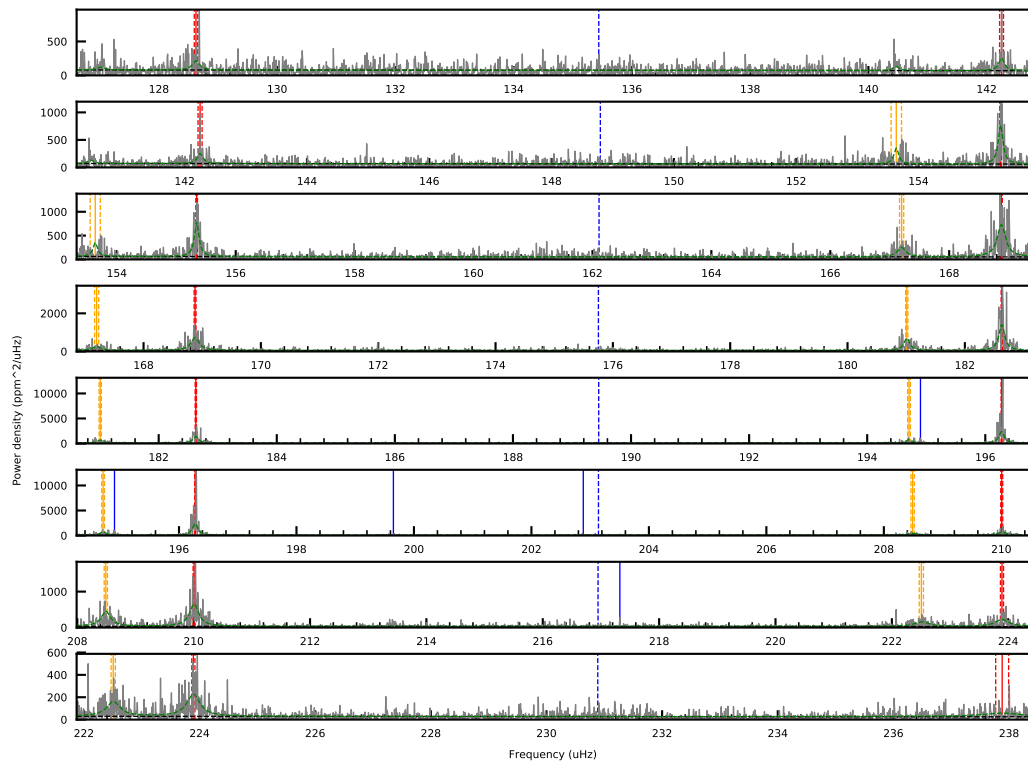 500
0
128 130 132 134 136 138 140 142
1000
500
0
142 144 146 148 150 152 154
1000
500
0
154 156 158 160 162 164 166 168
2000
0
168 170 172 174 176 178 180 182
10000
5000
0
182 184 186 188 190 192 194 196
10000
5000
0
196 198 200 202 204 206 208 210
1000
0
208 210 212 214 216 218 220 222 224
600
400
200
0
222 224 226 228 230 232 234 236 238
Power density (ppm^2/uHz)
Frequency (uHz)